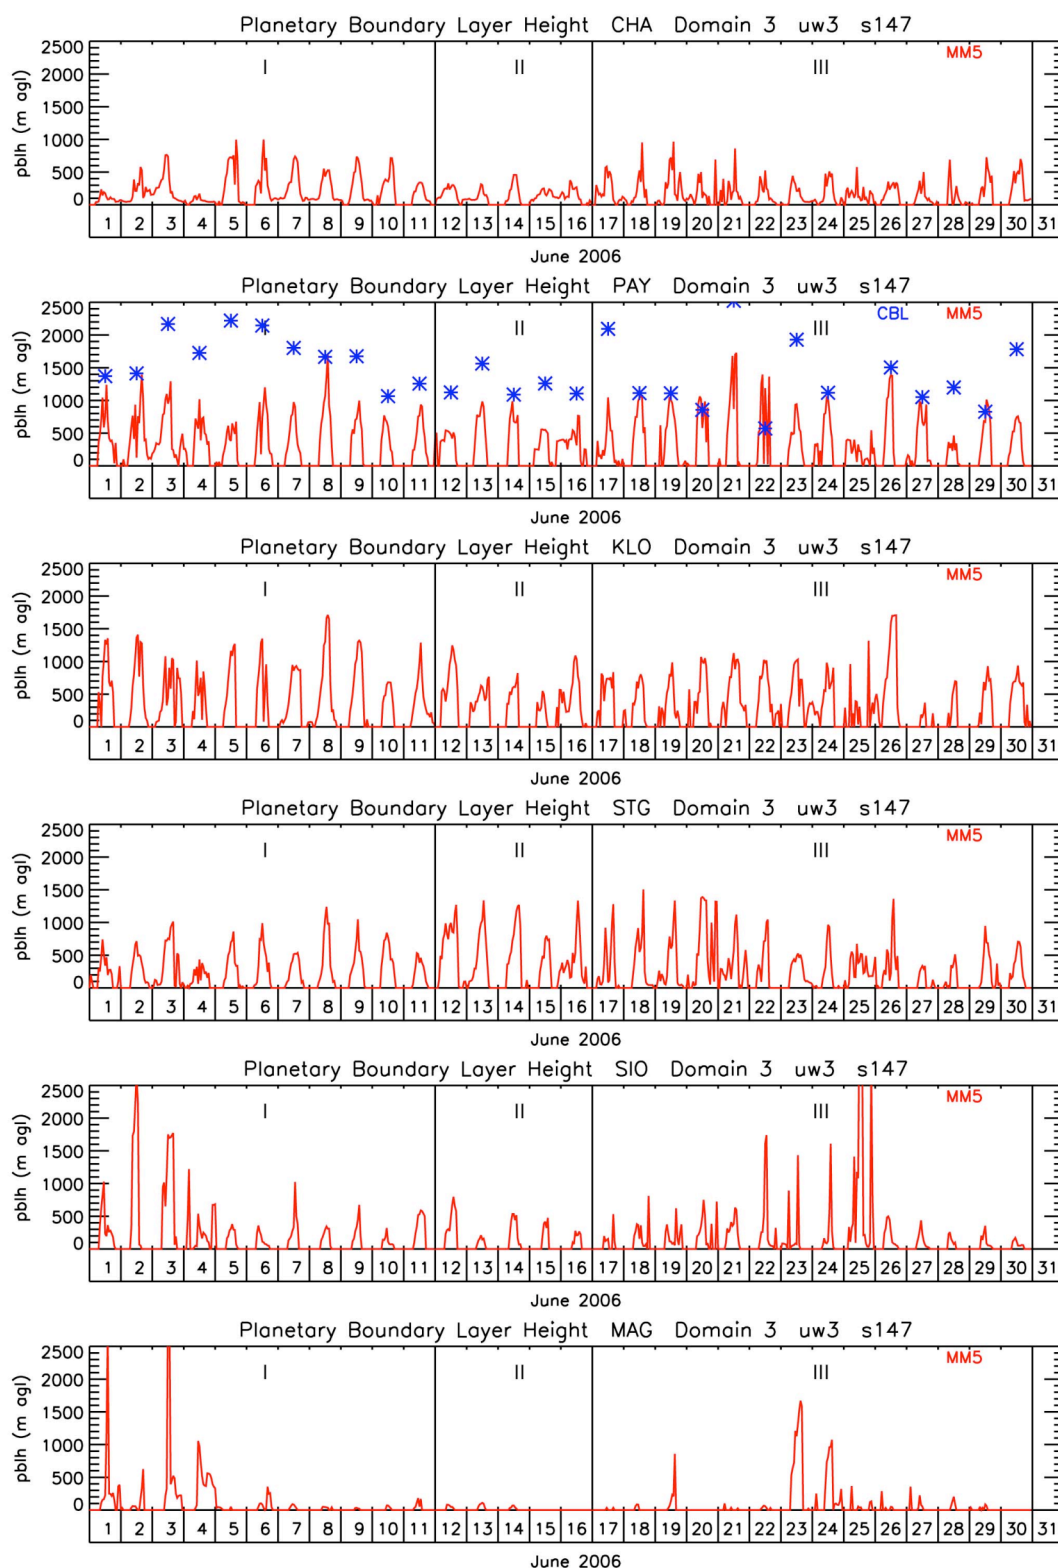 Planetary Boundary Layer Height CHA Domain 3 uw3 s147
2500 I II III MM5
2000
1500
1000
500
0
pblh (m agl)
1 2 3 4 5 6 7 8 9 10 11 12 13 14 15 16 17 18 19 20 21 22 23 24 25 26 27 28 29 30 31
June 2006
Planetary Boundary Layer Height PAY Domain 3 uw3 s147
2500 I II III CBL MM5
2000
1500
1000
500
0
pblh (m agl)
1 2 3 4 5 6 7 8 9 10 11 12 13 14 15 16 17 18 19 20 21 22 23 24 25 26 27 28 29 30 31
June 2006
Planetary Boundary Layer Height KLO Domain 3 uw3 s147
2500 I II III MM5
2000
1500
1000
500
0
pblh (m agl)
1 2 3 4 5 6 7 8 9 10 11 12 13 14 15 16 17 18 19 20 21 22 23 24 25 26 27 28 29 30 31
June 2006
Planetary Boundary Layer Height STG Domain 3 uw3 s147
2500 I II III MM5
2000
1500
1000
500
0
pblh (m agl)
1 2 3 4 5 6 7 8 9 10 11 12 13 14 15 16 17 18 19 20 21 22 23 24 25 26 27 28 29 30 31
June 2006
Planetary Boundary Layer Height SIO Domain 3 uw3 s147
2500 I II III MM5
2000
1500
1000
500
0
pblh (m agl)
1 2 3 4 5 6 7 8 9 10 11 12 13 14 15 16 17 18 19 20 21 22 23 24 25 26 27 28 29 30 31
June 2006
Planetary Boundary Layer Height MAG Domain 3 uw3 s147
2500 I II III MM5
2000
1500
1000
500
0
pblh (m agl)
1 2 3 4 5 6 7 8 9 10 11 12 13 14 15 16 17 18 19 20 21 22 23 24 25 26 27 28 29 30 31
June 2006